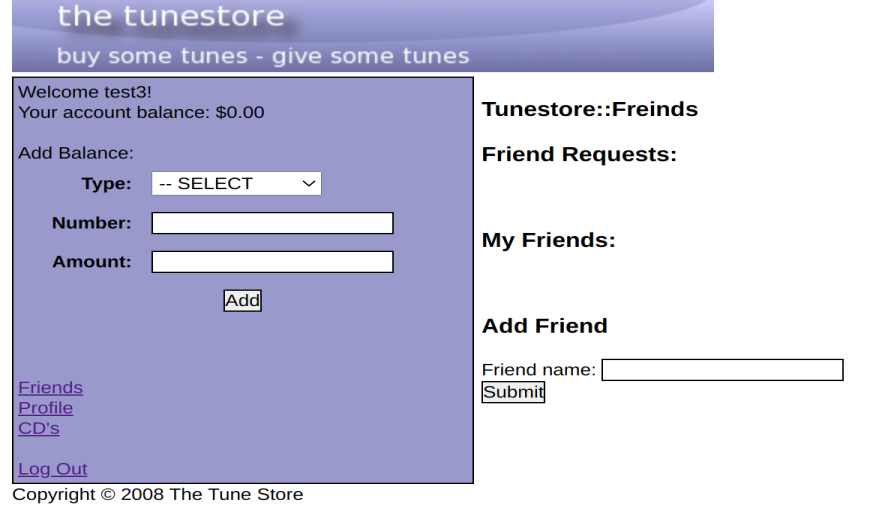 the tunestore
buy some tunes - give some tunes
Welcome test3!
Your account balance: $0.00
Add Balance:
Type: -- SELECT
Number:
Amount:
Add
Friends
Profile
CD's
Log Out
Tunestore::Freinds
Friend Requests:
My Friends:
Add Friend
Friend name:
Submit
Copyright © 2008 The Tune Store